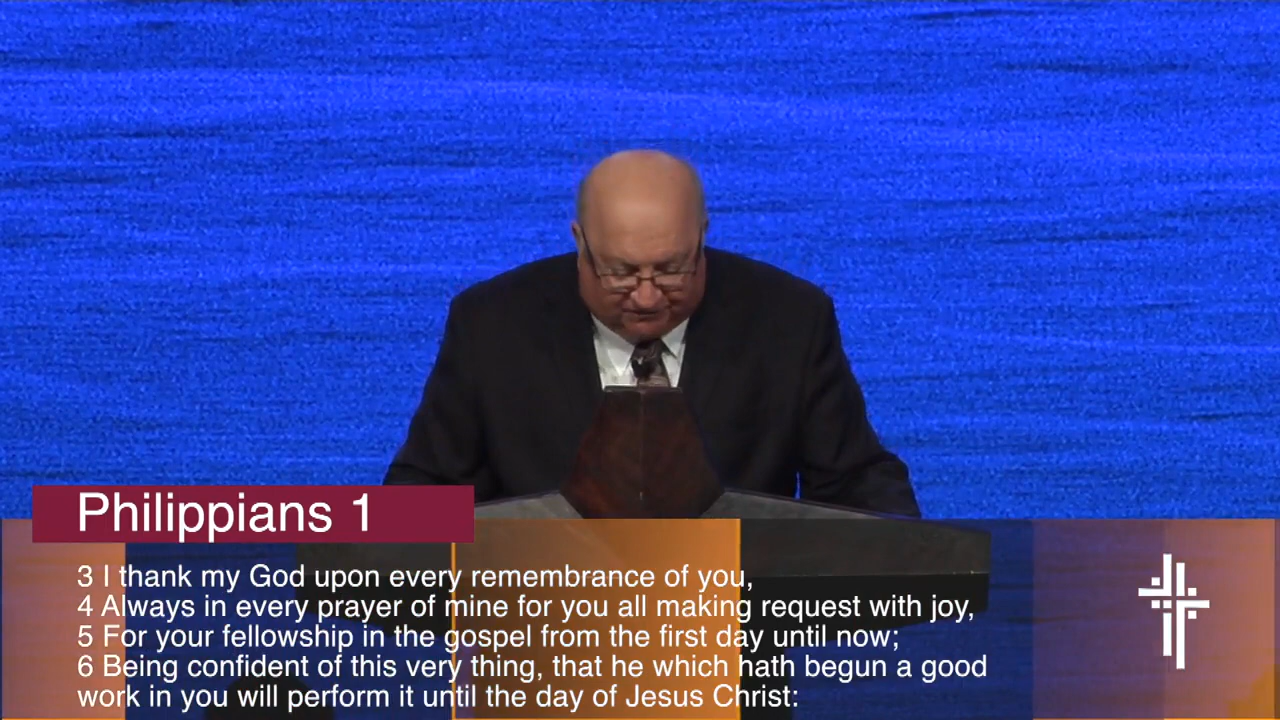 Philippians 1
3 I thank my God upon every remembrance of you,
4 Always in every prayer of mine for you all making request with joy,
5 For your fellowship in the gospel from the first day until now;
6 Being confident of this very thing, that he which hath begun a good
work in you will perform it until the day of Jesus Christ: